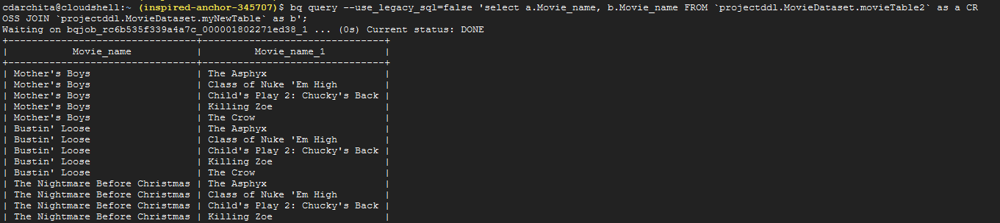 cdarchita@cloudshell:~ (inspired-anchor-345707)$ bq query --use_legacy_sql=false 'select a.Movie_name, b.Movie_name FROM `projectddl.MovieDataset.movieTable2` as a CR
OSS JOIN `projectddl.MovieDataset.myNewTable` as b';
Waiting on bqjob_rc6b535f339a4a7c_000001802271ed38_1 ... (0s) Current status: DONE
+-------------------------------+------------------------------+
|          Movie_name           |         Movie_name_1         |
+-------------------------------+------------------------------+
| Mother's Boys                 | The Asphyx                   |
| Mother's Boys                 | Class of Nuke 'Em High       |
| Mother's Boys                 | Child's Play 2: Chucky's Back |
| Mother's Boys                 | Killing Zoe                  |
| Mother's Boys                 | The Crow                     |
| Bustin' Loose                 | The Asphyx                   |
| Bustin' Loose                 | Class of Nuke 'Em High       |
| Bustin' Loose                 | Child's Play 2: Chucky's Back |
| Bustin' Loose                 | Killing Zoe                  |
| Bustin' Loose                 | The Crow                     |
| The Nightmare Before Christmas | The Asphyx                   |
| The Nightmare Before Christmas | Class of Nuke 'Em High       |
| The Nightmare Before Christmas | Child's Play 2: Chucky's Back |
| The Nightmare Before Christmas | Killing Zoe                  |